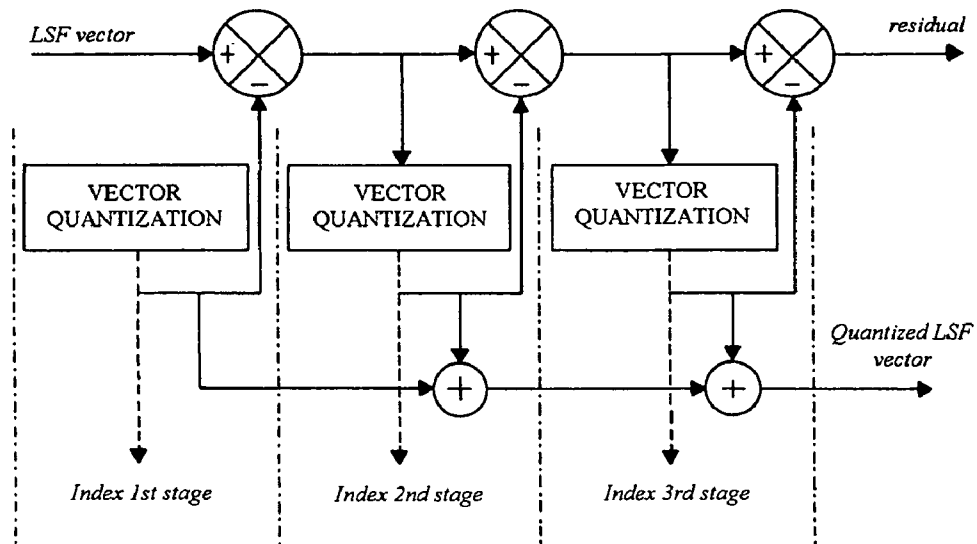 LSF vector
residual
+
−
+
−
+
−
VECTOR
QUANTIZATION
VECTOR
QUANTIZATION
VECTOR
QUANTIZATION
Quantized LSF
vector
+
+
Index 1st stage
Index 2nd stage
Index 3rd stage